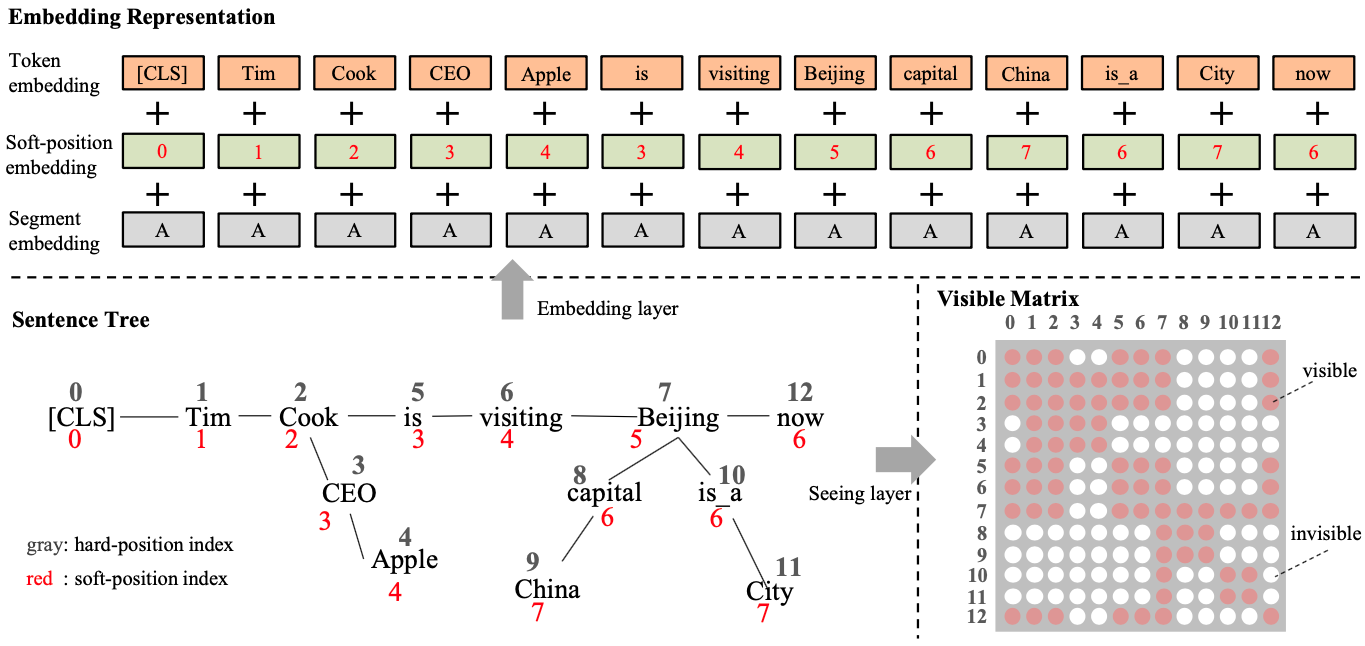 Embedding Representation
Token embedding
[CLS] Tim Cook CEO Apple is visiting Beijing capital China is_a City now
+ + + + + + + + + + + + +
Soft-position embedding
0 1 2 3 4 3 4 5 6 7 6 7 6
+ + + + + + + + + + + + +
Segment embedding
A A A A A A A A A A A A A
Embedding layer
Sentence Tree
0 1 2 5 6 7 12
[CLS] Tim Cook is visiting Beijing now
0 1 2 3 4 5 6
3 8 10
CEO capital is_a
3 6 6
4 9 11
Apple China City
4 7 7
gray: hard-position index
red : soft-position index
Seeing layer
Visible Matrix
0 1 2 3 4 5 6 7 8 9 10 11 12
0
1
2
3
4
5
6
7
8
9
10
11
12
visible
invisible